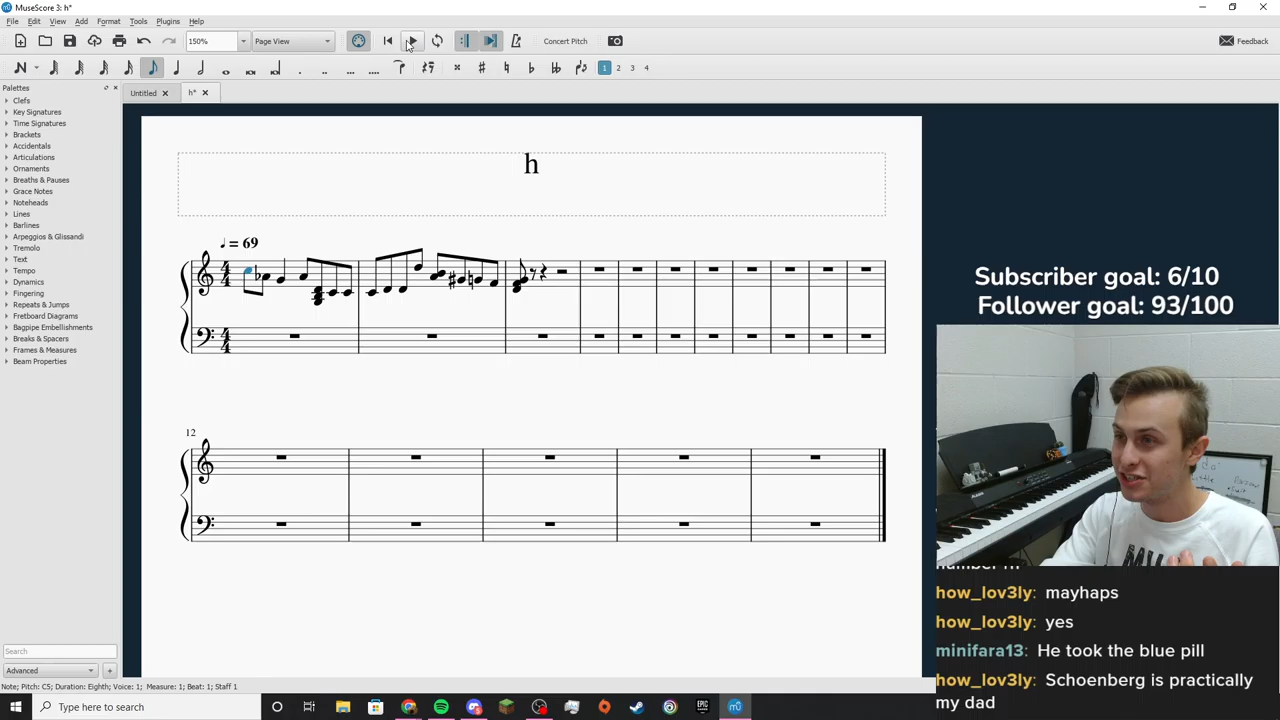 MuseScore 3: h*
File Edit View Add Format Tools Plugins Help
150% Page View Concert Pitch Feedback
1 2 3 4
Palettes
Untitled h*
Clefs
Key Signatures
Time Signatures
Brackets
Accidentals
Articulations
Ornaments
Breaths & Pauses
Grace Notes
Noteheads
Lines
Barlines
Arpeggios & Glissandi
Tremolo
Text
Tempo
Dynamics
Fingering
Repeats & Jumps
Fretboard Diagrams
Bagpipe Embellishments
Breaks & Spacers
Frames & Measures
Beam Properties
h
= 69
12
Subscriber goal: 6/10
Follower goal: 93/100
how_lov3ly: mayhaps
how_lov3ly: yes
minifara13: He took the blue pill
how_lov3ly: Schoenberg is practically
my dad
Search
Advanced
Note; Pitch: C5; Duration: Eighth; Voice: 1; Measure: 1; Beat: 1; Staff 1
Type here to search